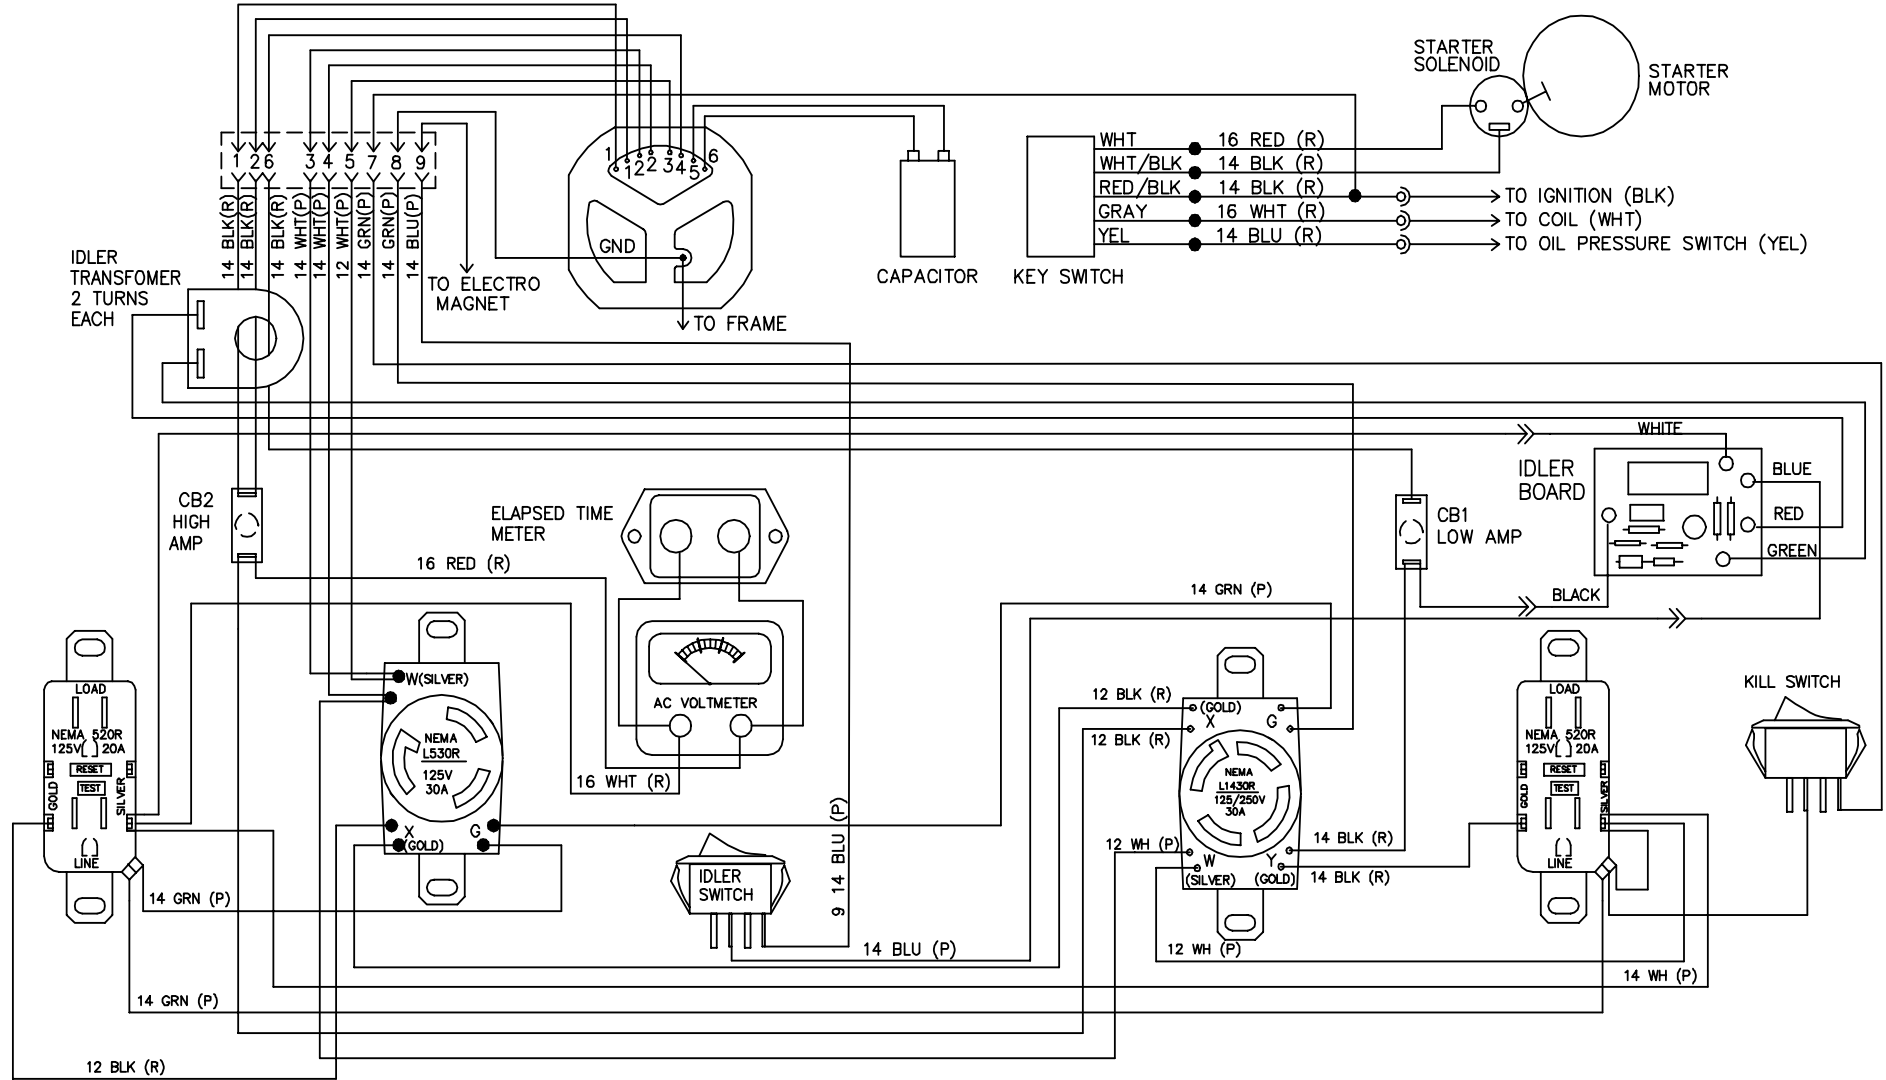 STARTER
SOLENOID
STARTER
MOTOR
1 2 6 3 4 5 7 8 9
1 1 2 2 3 4 5 6
14 BLK(R)
14 BLK(R)
14 BLK(R)
14 WHT(P)
14 WHT(P)
12 WHT(P)
14 GRN(P)
14 GRN(P)
14 BLU(P)
GND
TO FRAME
TO ELECTRO
MAGNET
CAPACITOR
KEY SWITCH
WHT 16 RED (R)
WHT/BLK 14 BLK (R)
RED/BLK 14 BLK (R) TO IGNITION (BLK)
GRAY 16 WHT (R) TO COIL (WHT)
YEL 14 BLU (R) TO OIL PRESSURE SWITCH (YEL)
IDLER
TRANSFOMER
2 TURNS
EACH
WHITE
IDLER
BOARD
BLUE
RED
GREEN
BLACK
CB2
HIGH
AMP
ELAPSED TIME
METER
CB1
LOW AMP
16 RED (R)
14 GRN (P)
AC VOLTMETER
16 WHT (R)
LOAD
NEMA 520R
125V 20A
RESET
TEST
GOLD
SILVER
LINE
W(SILVER)
NEMA
L530R
125V
30A
X
(GOLD)
G
12 BLK (R)
12 BLK (R)
(GOLD)
X
G
NEMA
L1430R
125/250V
30A
W
(SILVER)
Y
(GOLD)
12 WH (P)
14 BLK (R)
14 BLK (R)
LOAD
NEMA 520R
125V 20A
RESET
TEST
GOLD
SILVER
LINE
KILL SWITCH
IDLER
SWITCH
9 14 BLU (P)
14 GRN (P)
14 BLU (P)
12 WH (P)
14 WH (P)
14 GRN (P)
12 BLK (R)